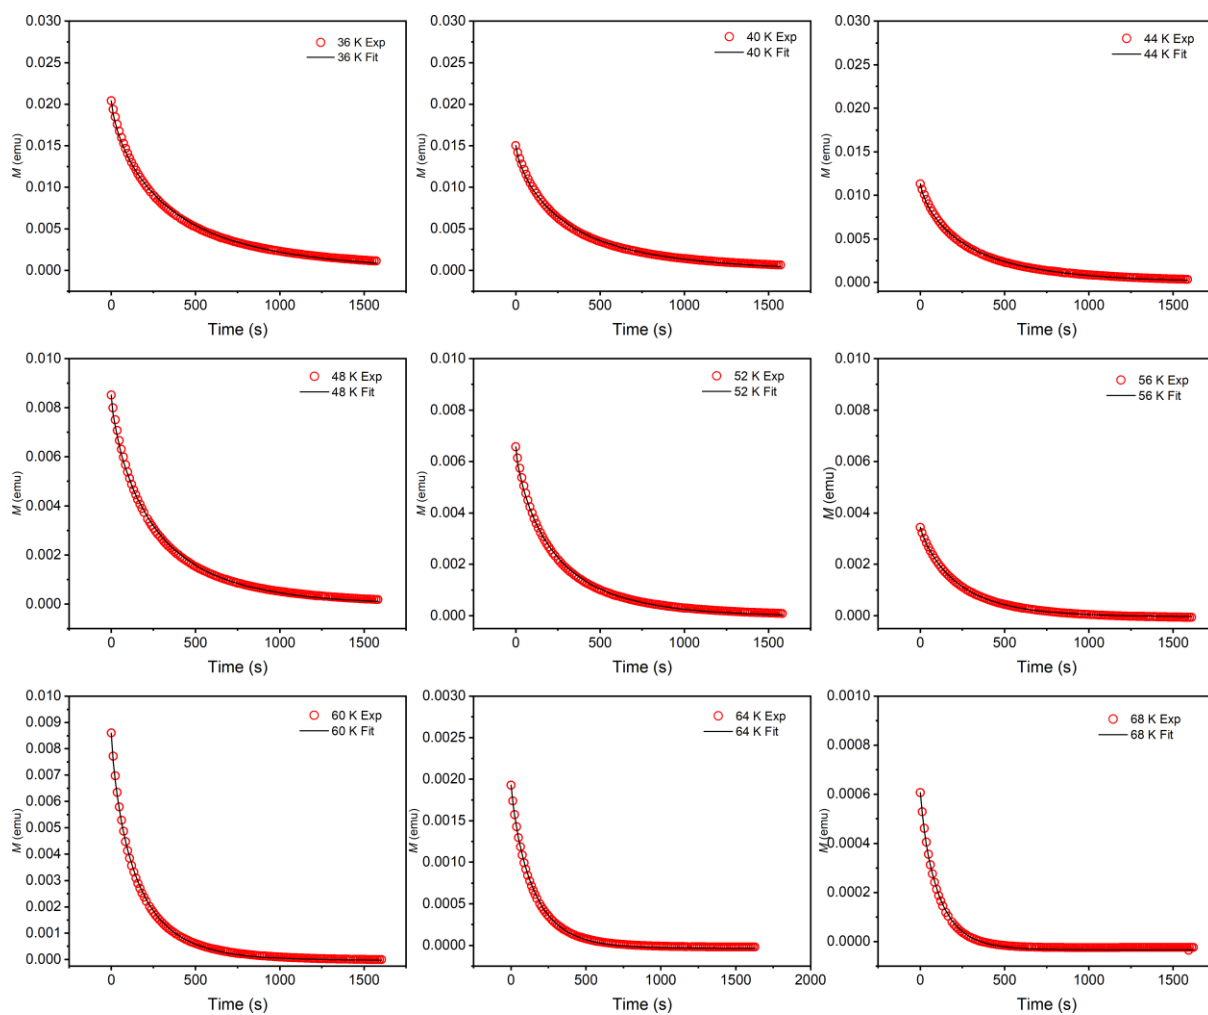 36 K Exp
36 K Fit
0.030
0.025
0.020
0.015
0.010
0.005
0.000
M (emu)
0 500 1000 1500
Time (s)
40 K Exp
40 K Fit
0.030
0.025
0.020
0.015
0.010
0.005
0.000
M (emu)
0 500 1000 1500
Time (s)
44 K Exp
44 K Fit
0.030
0.025
0.020
0.015
0.010
0.005
0.000
M (emu)
0 500 1000 1500
Time (s)
48 K Exp
48 K Fit
0.010
0.008
0.006
0.004
0.002
0.000
M (emu)
0 500 1000 1500
Time (s)
52 K Exp
52 K Fit
0.010
0.008
0.006
0.004
0.002
0.000
M (emu)
0 500 1000 1500
Time (s)
56 K Exp
56 K Fit
0.010
0.008
0.006
0.004
0.002
0.000
M (emu)
0 500 1000 1500
Time (s)
60 K Exp
60 K Fit
0.010
0.009
0.008
0.007
0.006
0.005
0.004
0.003
0.002
0.001
0.000
M (emu)
0 500 1000 1500
Time (s)
64 K Exp
64 K Fit
0.0030
0.0025
0.0020
0.0015
0.0010
0.0005
0.0000
M (emu)
0 500 1000 1500 2000
Time (s)
68 K Exp
68 K Fit
0.0010
0.0008
0.0006
0.0004
0.0002
0.0000
M (emu)
0 500 1000 1500
Time (s)